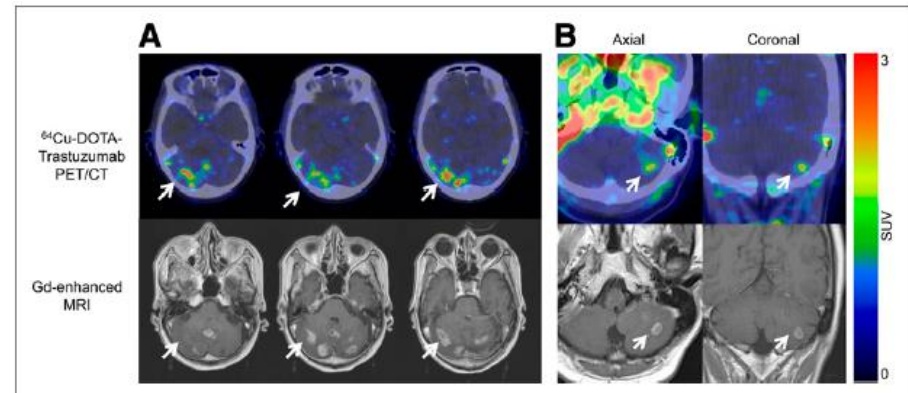 A
B
Axial
Coronal
⁶⁴Cu-DOTA-
Trastuzumab
PET/CT
Gd-enhanced
MRI
3
SUV
0